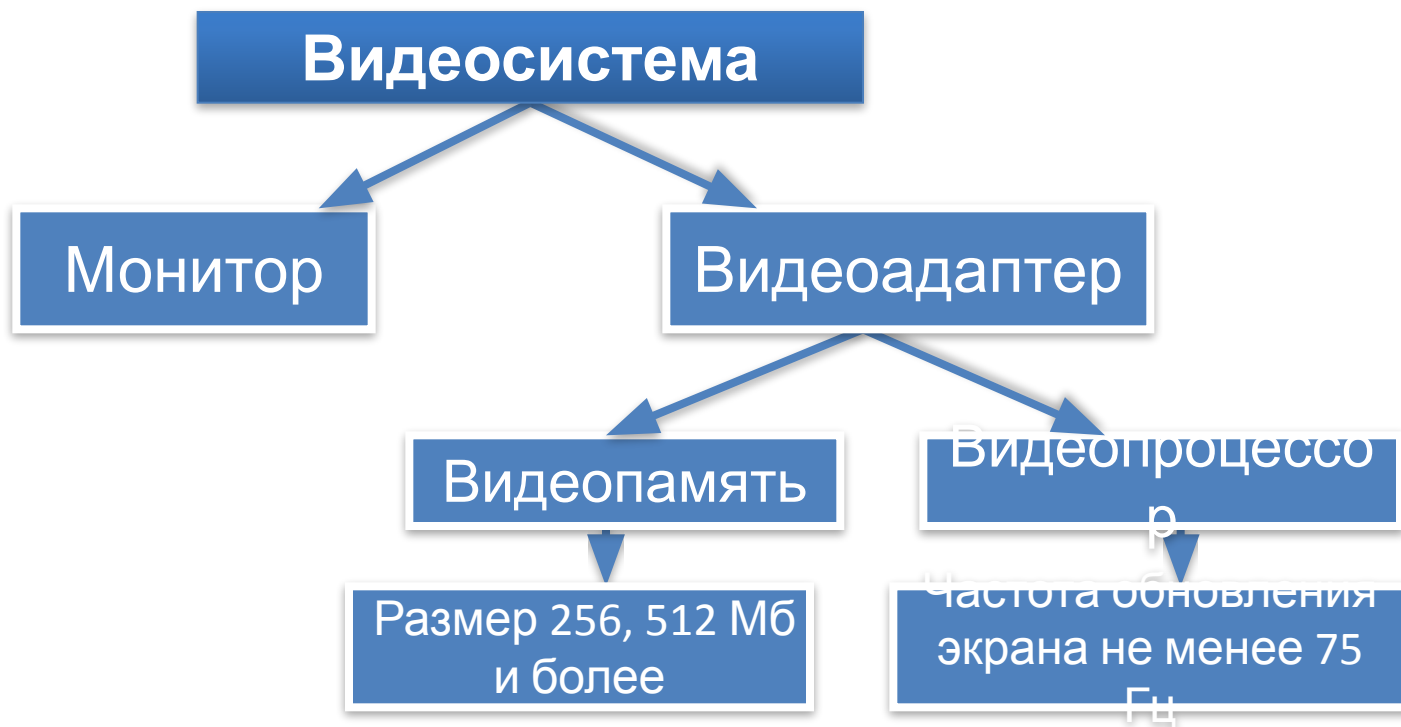 Видеосистема
Монитор
Видеоадаптер
Видеопамять
Видеопроцессо
р
Размер 256, 512 Мб
и более
Частота обновления
экрана не менее 75
Гц